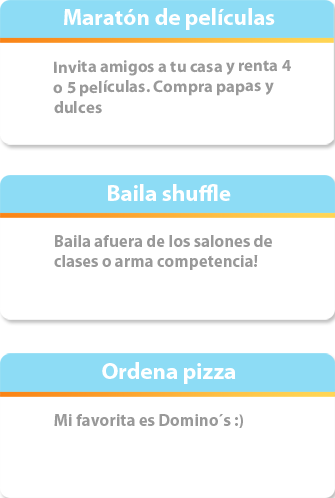 Maratón de películas
Invita amigos a tu casa y renta 4
o 5 películas. Compra papas y
dulces
Baila shuffle
Baila afuera de los salones de
clases o arma competencia!
Ordena pizza
Mi favorita es Domino´s :)